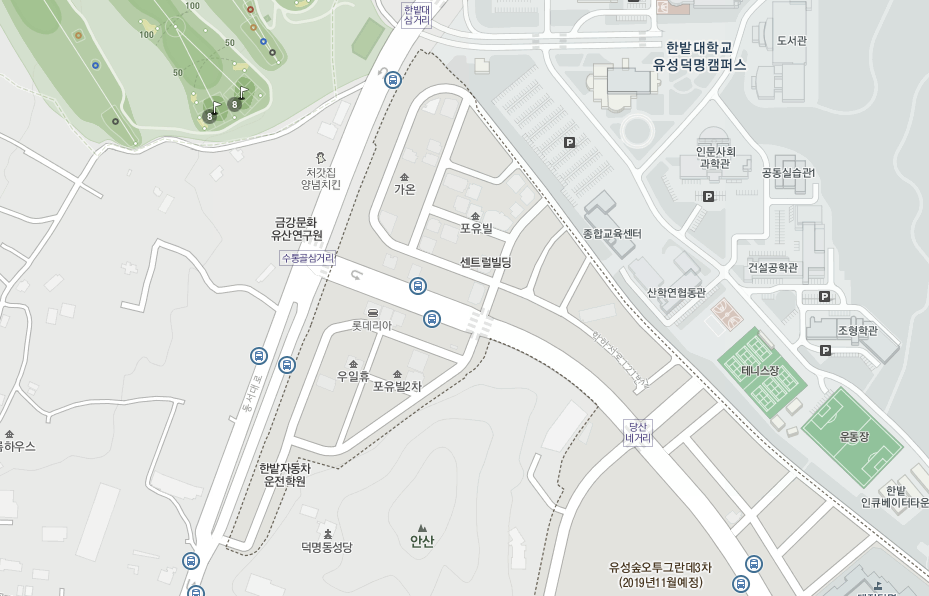 한밭대
삼거리
100
50
100
50
8
8
한밭대학교
유성덕명캠퍼스
도서관
P
인문사회
과학관
공동실습관1
P
처갓집
양념치킨
가온
포유빌
금강문화
유산연구원
수통골삼거리
센트럴빌딩
종합교육센터
건설공학관
산학연협동관
P
조형학관
P
롯데리아
우일휴
포유빌2차
테니스장
동서대로
당산
네거리
운동장
한밭자동차
운전학원
한밭
인큐베이터타운
덕명동성당
안산
유성숲오투그란데3차
(2019년11월예정)